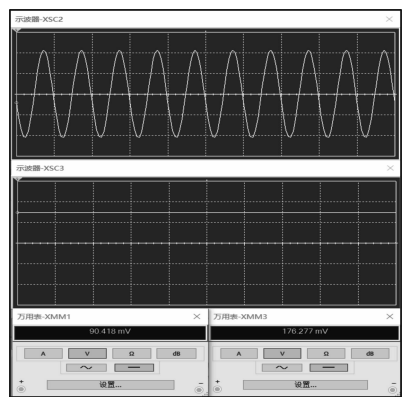 示波器-XSC2
示波器-XSC3
万用表-XMM1
万用表-XMM3
90.418 mV
176.277 mV
A V Ω dB
A V Ω dB
+ 设置... −
+ 设置... −